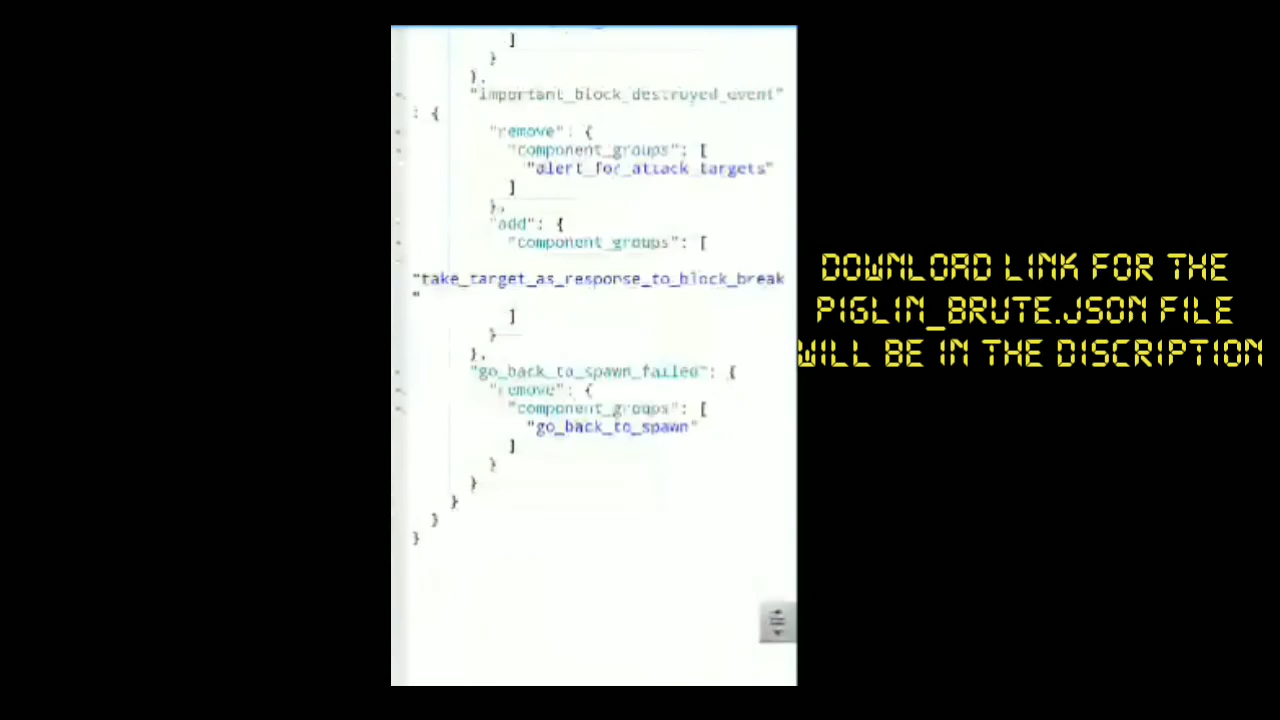 ]
}
},
"important_block_destroyed_event"
: {
"remove": {
"component_groups": [
"alert_for_attack_targets"
]
},
"add": {
"component_groups": [
"take_target_as_response_to_block_break
"
]
}
},
"go_back_to_spawn_failed": {
"remove": {
"component_groups": [
"go_back_to_spawn"
]
}
}
}
}
}
DOWNLOAD LINK FOR THE
PIGLIN_BRUTE.JSON FILE
WILL BE IN THE DISCRIPTION